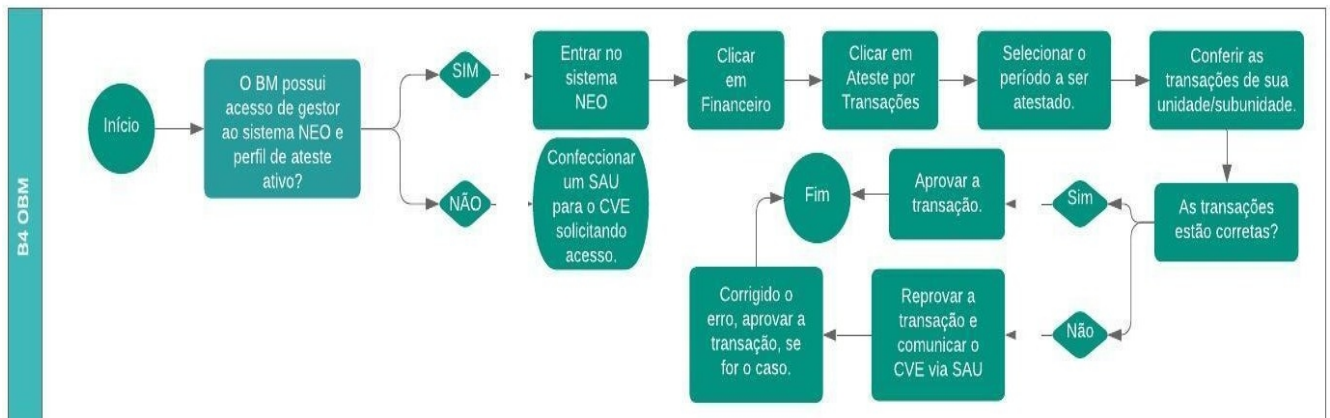 B4 OBM
Início
O BM possui
acesso de gestor
ao sistema NEO e
perfil de ateste
ativo?
SIM
NÃO
Entrar no
sistema
NEO
Confeccionar
um SAU
para o CVE
solicitando
acesso.
Clicar
em
Financeiro
Clicar em
Ateste por
Transações
Selecionar o
período a ser
atestado.
Conferir as
transações de sua
unidade/subunidade.
As transações
estão corretas?
Sim
Aprovar a
transação.
Fim
Não
Reprovar a
transação e
comunicar o
CVE via SAU
Corrigido o
erro, aprovar a
transação, se
for o caso.